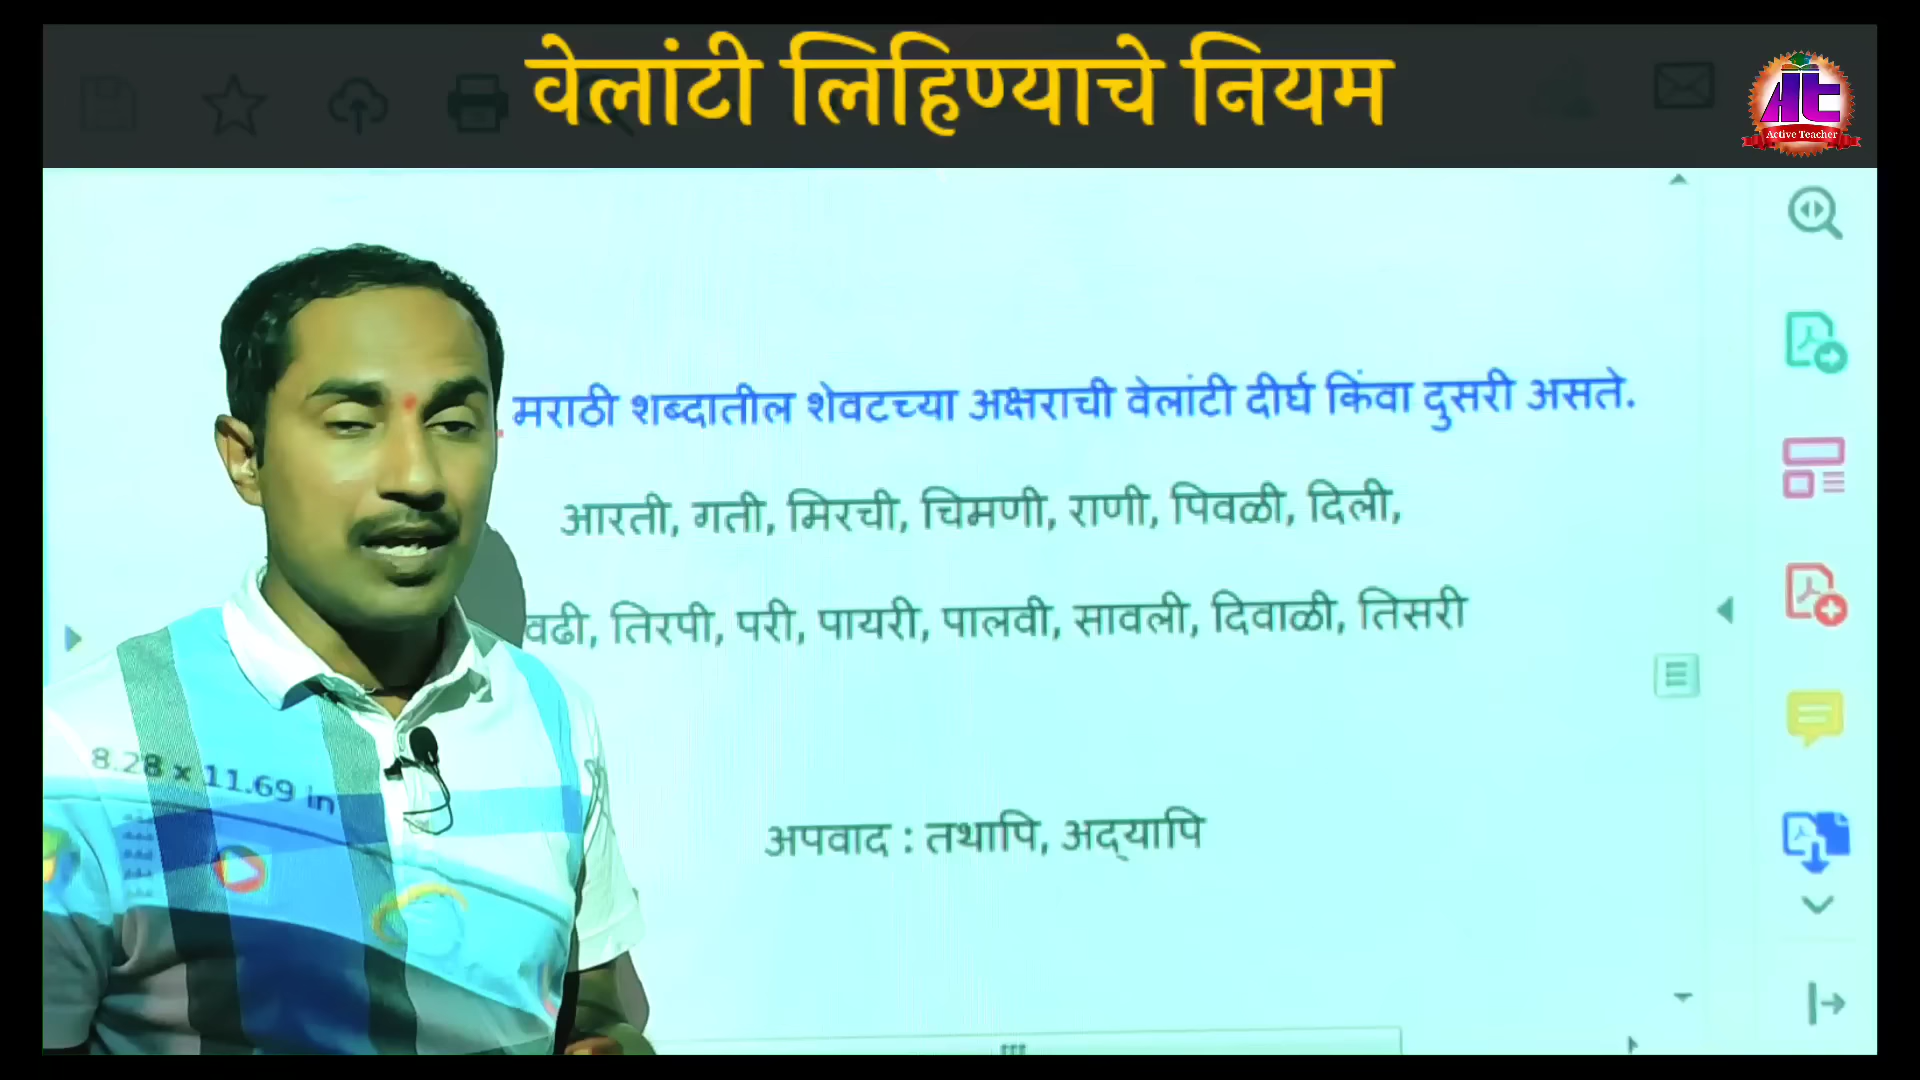 वेलांटी लिहिण्याचे नियम
Active Teacher
मराठी शब्दातील शेवटच्या अक्षराची वेलांटी दीर्घ किंवा दुसरी असते.
आरती, गती, मिरची, चिमणी, राणी, पिवळी, दिली,
तिरपी, परी, पायरी, पालवी, सावली, दिवाळी, तिसरी
8.28 x 11.69 in
अपवाद : तथापि, अद्‌यापि